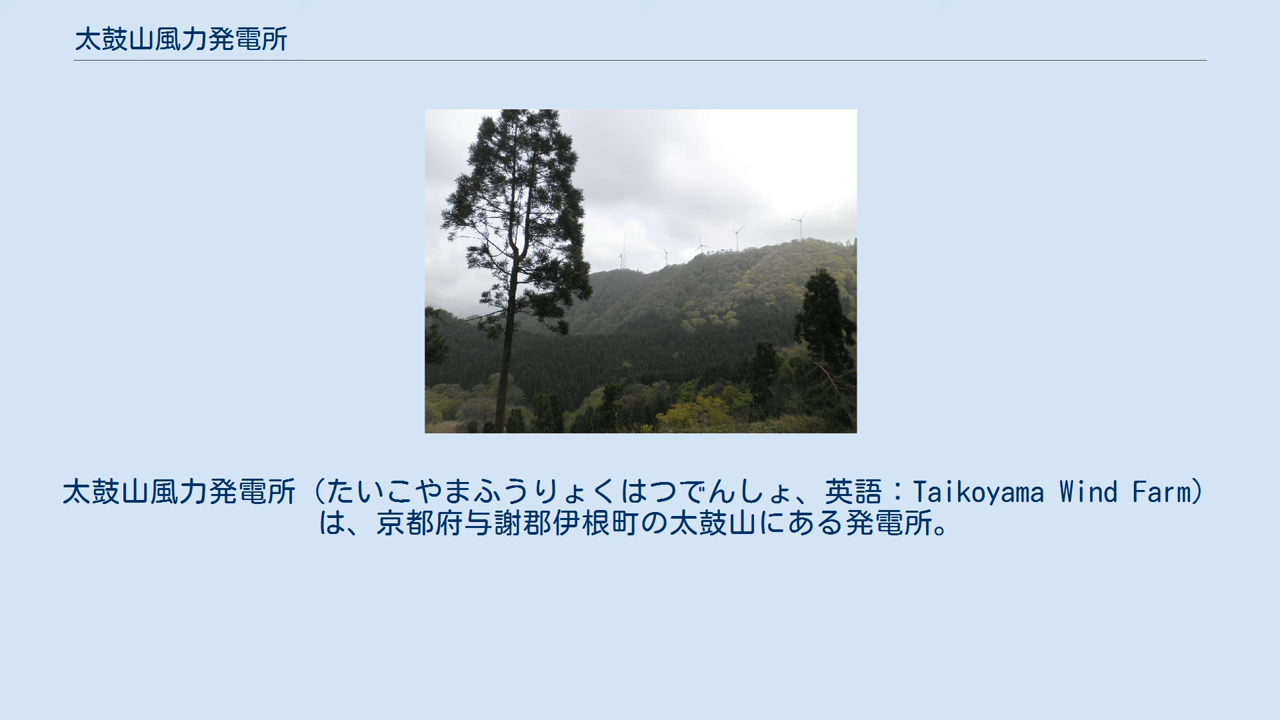 太鼓山風力発電所
太鼓山風力発電所（たいこやまふうりょくはつでんしょ、英語：Taikoyama Wind Farm）
は、京都府与謝郡伊根町の太鼓山にある発電所。